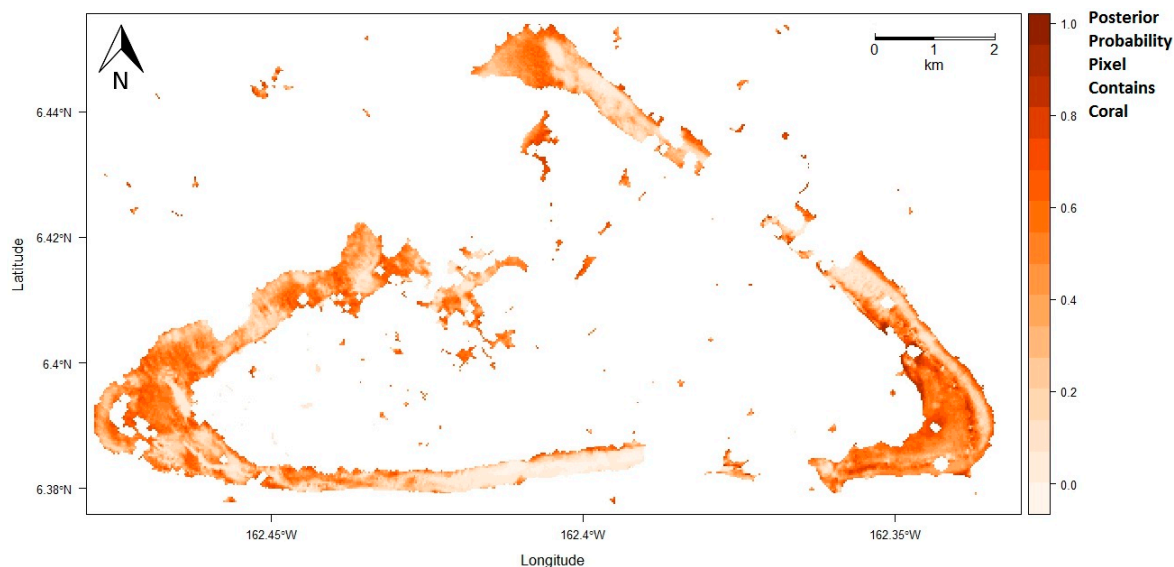 N
0 1 2
km
1.0
0.8
0.6
0.4
0.2
0.0
Posterior
Probability
Pixel
Contains
Coral
6.44°N
6.42°N
6.4°N
6.38°N
Latitude
162.45°W 162.4°W 162.35°W
Longitude